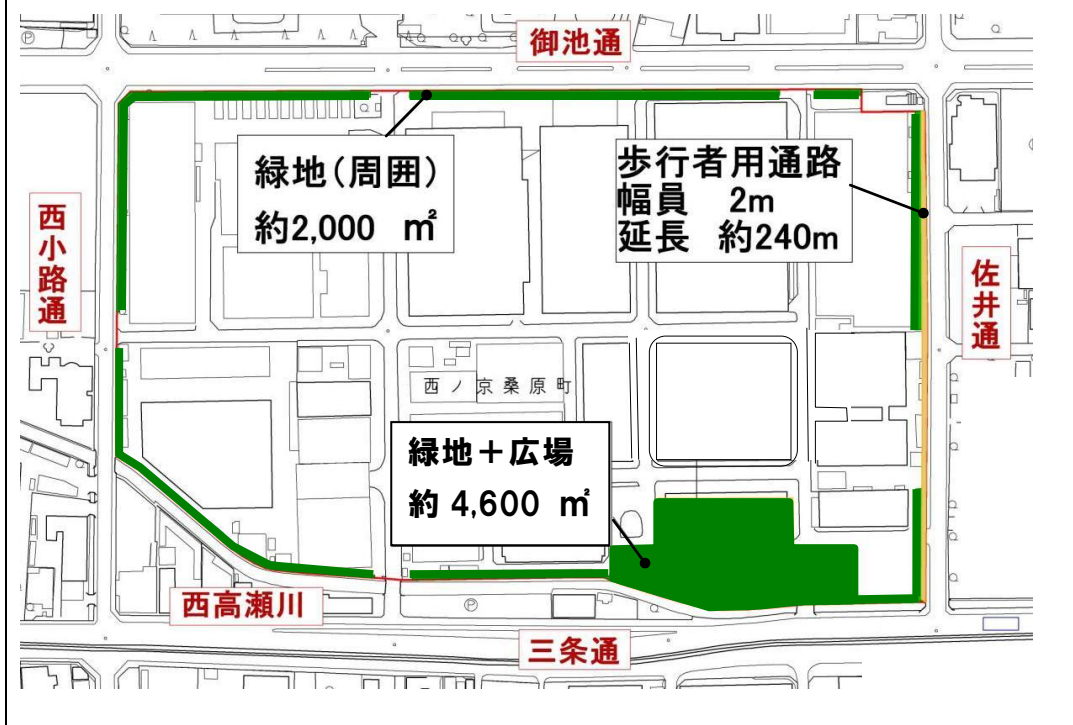 御池通
緑地(周囲)
約2,000 ㎡
歩行者用通路
幅員 2m
延長 約240m
西小路通
佐井通
西ノ京桑原町
緑地+広場
約 4,600 ㎡
西高瀬川
三条通